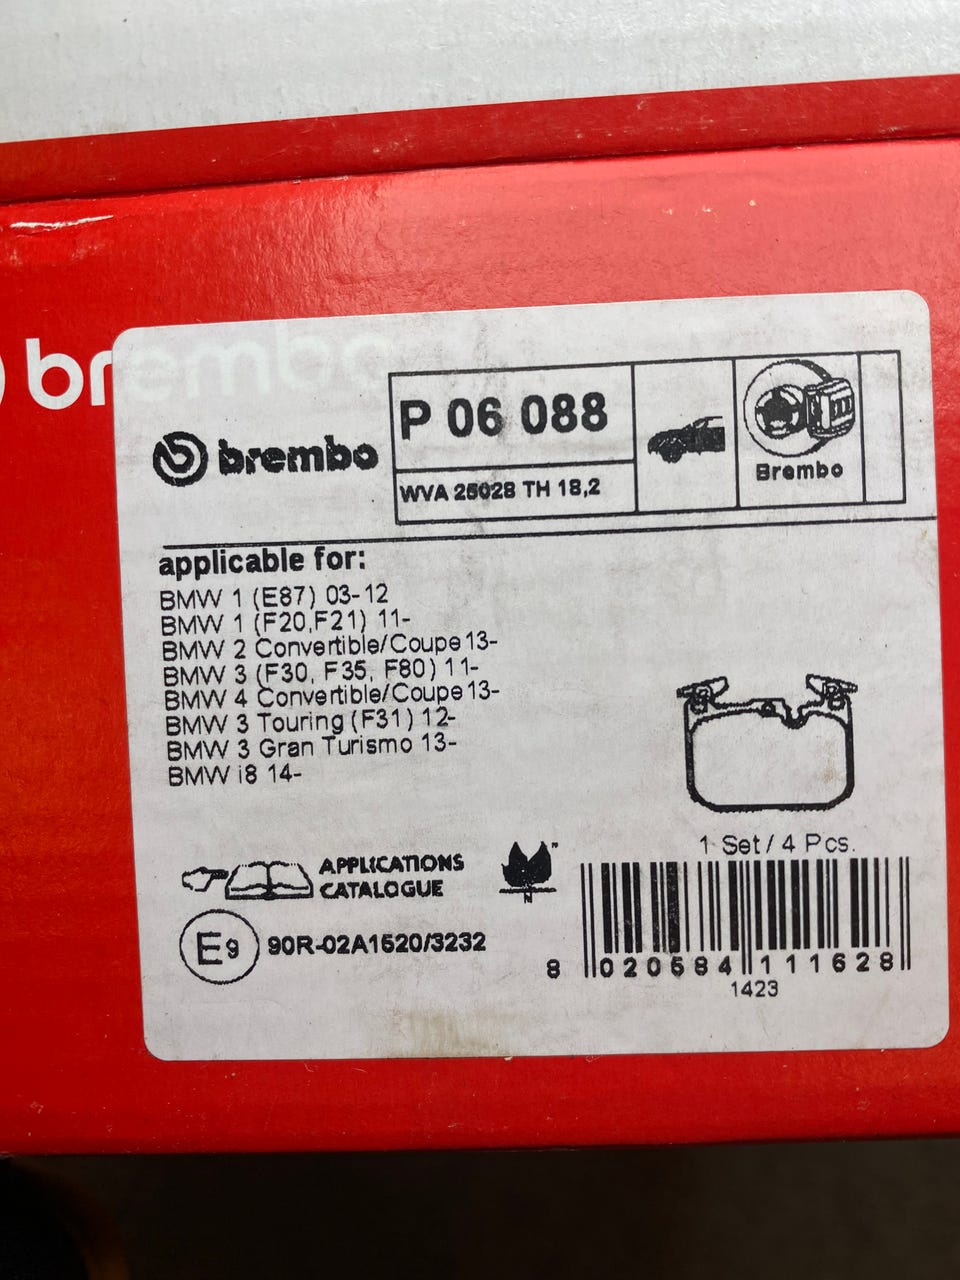 brembo
brembo
P 06 088
WVA 25028 TH 18,2
Brembo
applicable for:
BMW 1 (E87) 03-12
BMW 1 (F20,F21) 11-
BMW 2 Convertible/Coupe 13-
BMW 3 (F30, F35, F80) 11-
BMW 4 Convertible/Coupe 13-
BMW 3 Touring (F31) 12-
BMW 3 Gran Turismo 13-
BMW i8 14-
1 Set / 4 Pcs.
APPLICATIONS
CATALOGUE
N
E9 90R-02A1520/3232
8 020584 111628
1423